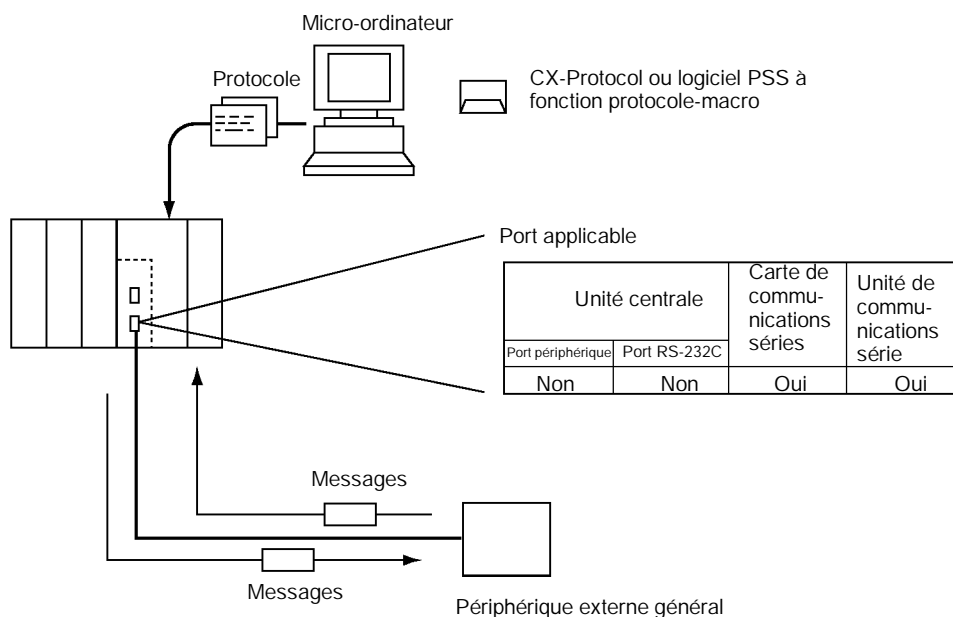 Micro-ordinateur
Protocole
CX-Protocol ou logiciel PSS à
fonction protocole-macro
Port applicable
Unité centrale
Carte de
commu-
nications
séries
Unité de
commu-
nications
série
Port périphérique
Port RS-232C
Non
Non
Oui
Oui
Messages
Messages
Périphérique externe général